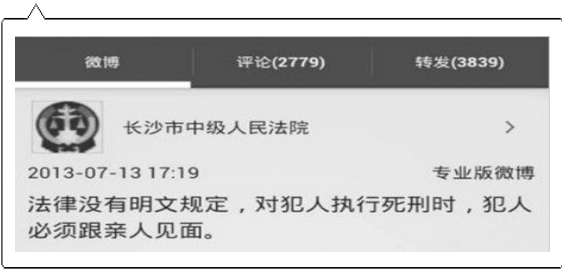 微博 评论(2779) 转发(3839)
长沙市中级人民法院 >
2013-07-13 17:19 专业版微博
法律没有明文规定，对犯人执行死刑时，犯人
必须跟亲人见面。